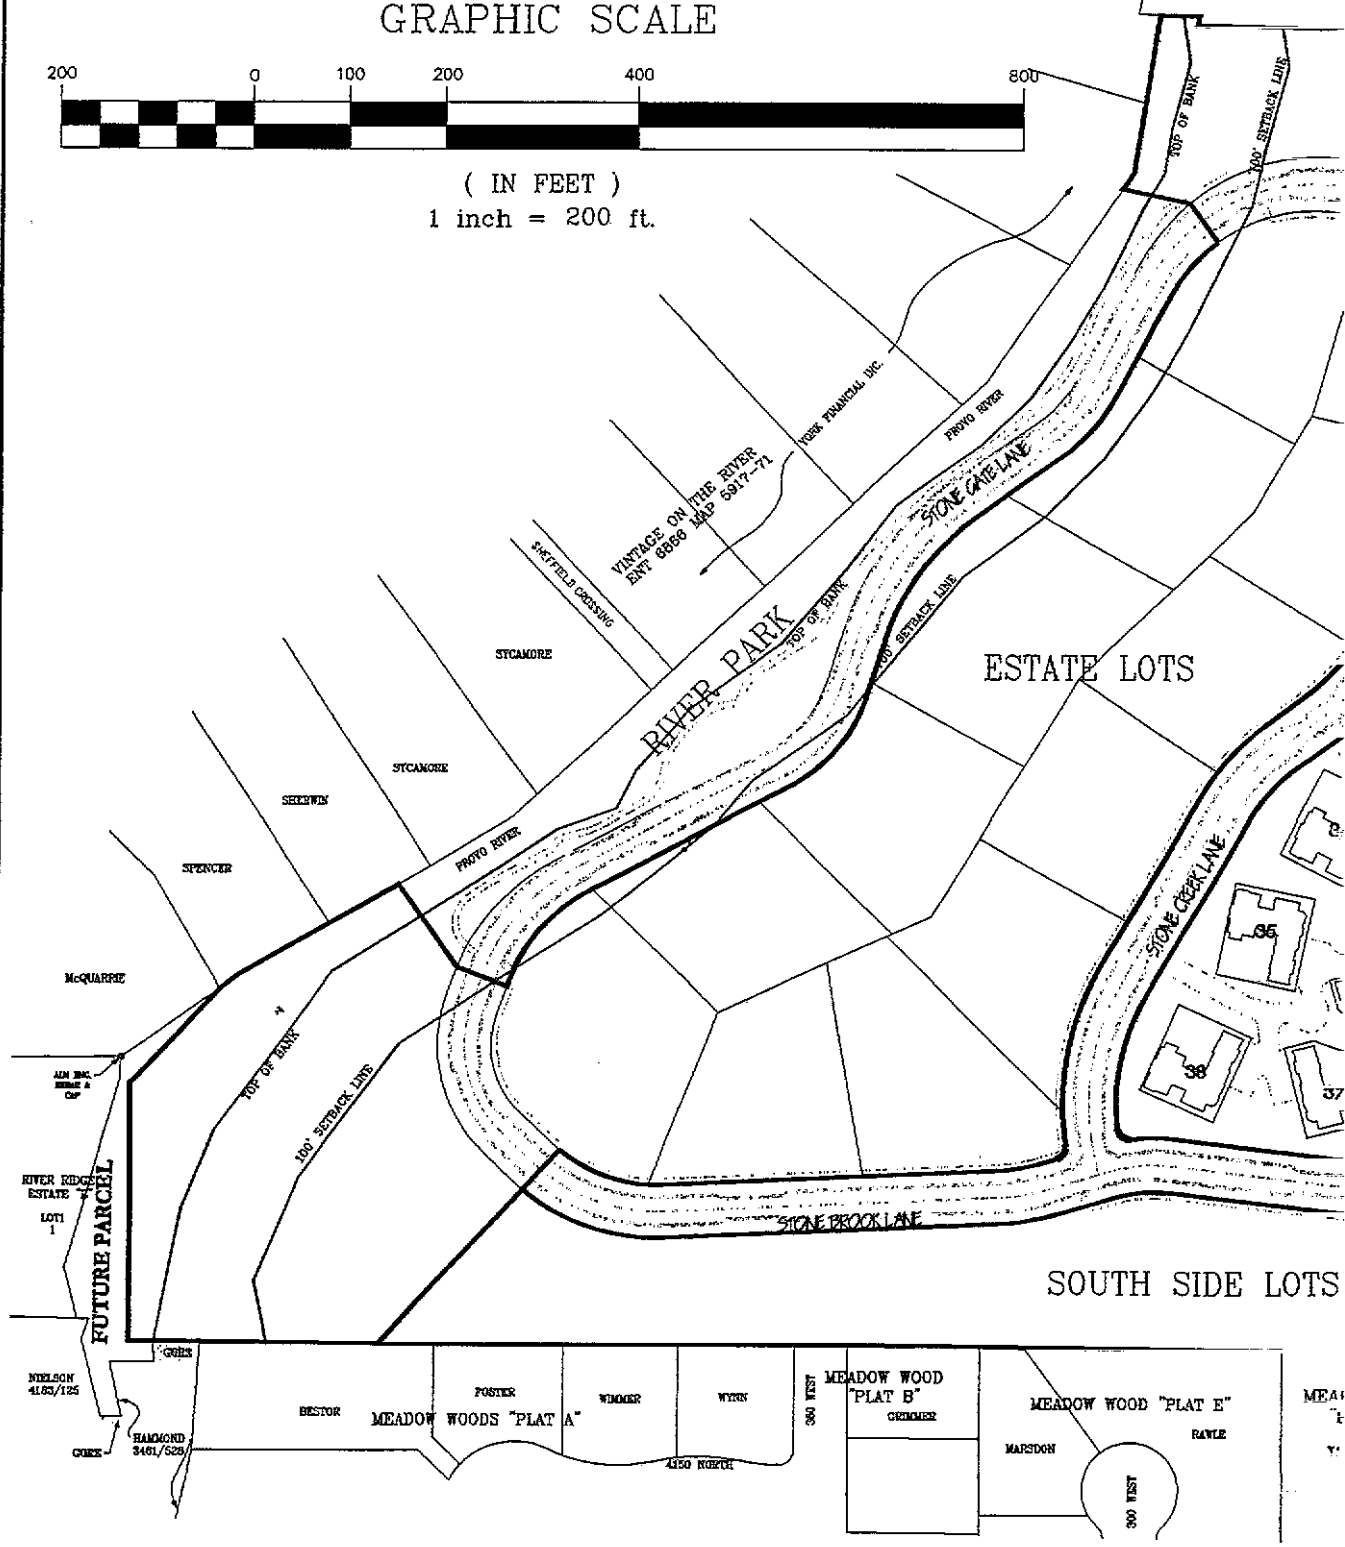 GRAPHIC SCALE
200 0 100 200 400 800
( IN FEET )
1 inch = 200 ft.
TOP OF BANK
100' SETBACK LINE
YORK FINANCIAL INC.
PROVO RIVER
STONE GATE LANE
VINTAGE ON THE RIVER
ENT 6866 MAP 5917-71
SHEFFIELD CROSSING
TOP OF BANK
100' SETBACK LINE
RIVER PARK
ESTATE LOTS
SYCAMORE
SYCAMORE
SHERWIN
PROVO RIVER
SPENCER
McQUARRIE
STONE CREEK LANE
35
38
37
TOP OF BANK
100' SETBACK LINE
RIVER RIDGE
ESTATE
LOT1
1
FUTURE PARCEL
STONE BROOK LANE
SOUTH SIDE LOTS
GORE
NIELSON
4183/125
BESTOR
FOSTER
MEADOW WOODS "PLAT A"
WIMMER
WYNN
360 WEST
MEADOW WOOD
"PLAT B"
GRIMMER
MEADOW WOOD "PLAT E"
RAWLE
MARSDON
HAMMOND
3461/528
GORE
4150 NORTH
300 WEST